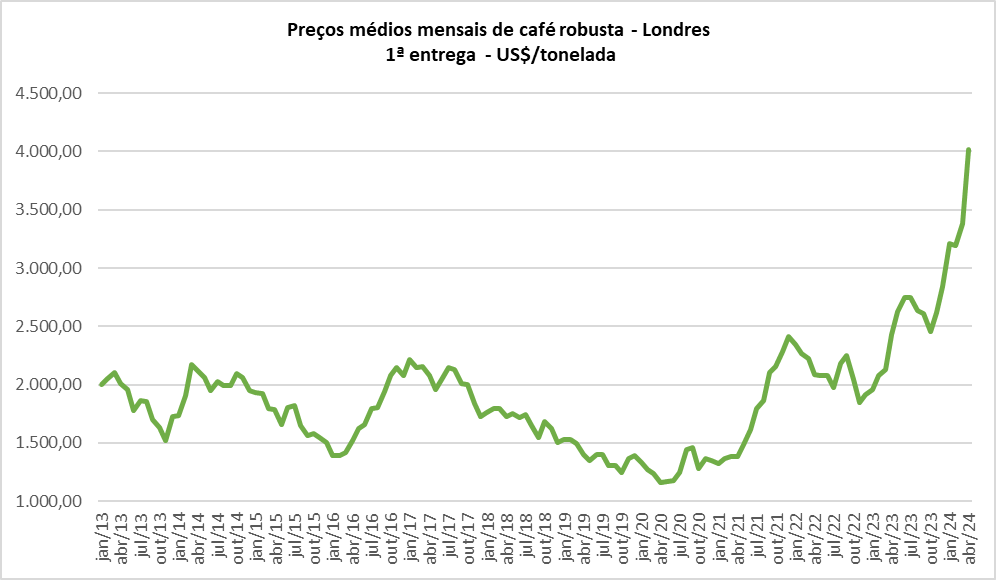 Preços médios mensais de café robusta - Londres
1ª entrega - US$/tonelada
4.500,00
4.000,00
3.500,00
3.000,00
2.500,00
2.000,00
1.500,00
1.000,00
jan/13
abr/13
jul/13
out/13
jan/14
abr/14
jul/14
out/14
jan/15
abr/15
jul/15
out/15
jan/16
abr/16
jul/16
out/16
jan/17
abr/17
jul/17
out/17
jan/18
abr/18
jul/18
out/18
jan/19
abr/19
jul/19
out/19
jan/20
abr/20
jul/20
out/20
jan/21
abr/21
jul/21
out/21
jan/22
abr/22
jul/22
out/22
jan/23
abr/23
jul/23
out/23
jan/24
abr/24